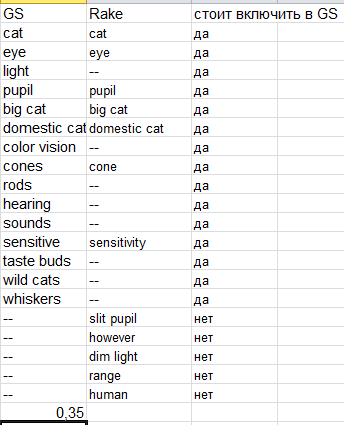 GS Rake стоит включить в GS
cat cat да
eye eye да
light -- да
pupil pupil да
big cat big cat да
domestic cat domestic cat да
color vision -- да
cones cone да
rods -- да
hearing -- да
sounds -- да
sensitive sensitivity да
taste buds -- да
wild cats -- да
whiskers -- да
-- slit pupil нет
-- however нет
-- dim light нет
-- range нет
-- human нет
0,35